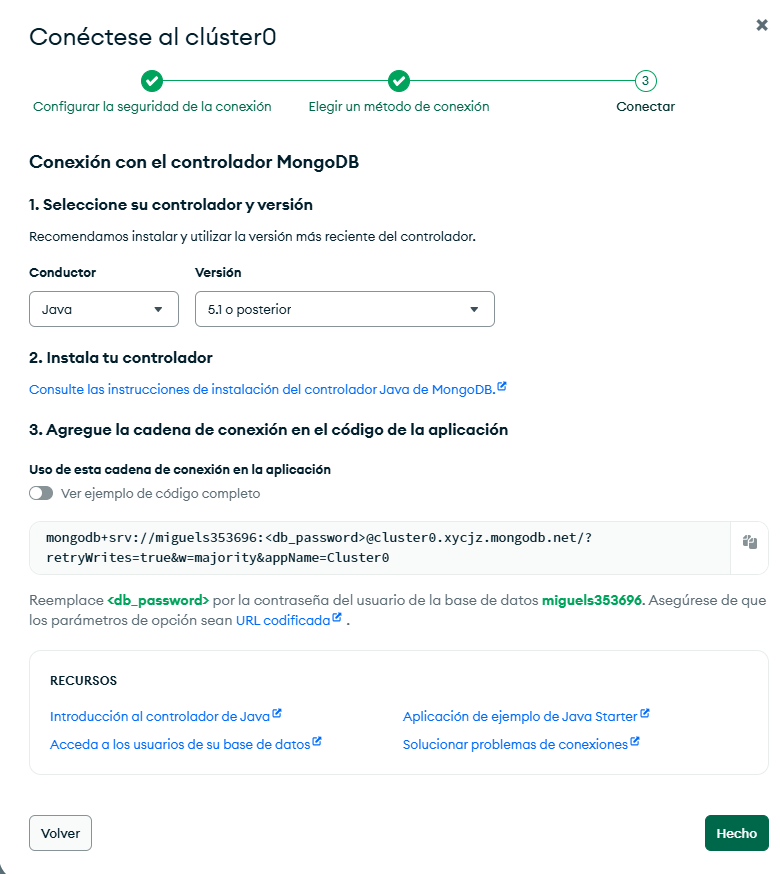 Conéctese al clúster0
3
Configurar la seguridad de la conexión
Elegir un método de conexión
Conectar
Conexión con el controlador MongoDB
1. Seleccione su controlador y versión
Recomendamos instalar y utilizar la versión más reciente del controlador.
Conductor
Versión
Java
5.1 o posterior
2. Instala tu controlador
Consulte las instrucciones de instalación del controlador Java de MongoDB.
3. Agregue la cadena de conexión en el código de la aplicación
Uso de esta cadena de conexión en la aplicación
Ver ejemplo de código completo
mongodb+srv://miguels353696:<db_password>@cluster0.xycjz.mongodb.net/?
retryWrites=true&w=majority&appName=Cluster0
Reemplace <db_password> por la contraseña del usuario de la base de datos miguels353696. Asegúrese de que
los parámetros de opción sean URL codificada .
RECURSOS
Introducción al controlador de Java
Aplicación de ejemplo de Java Starter
Acceda a los usuarios de su base de datos
Solucionar problemas de conexiones
Volver
Hecho